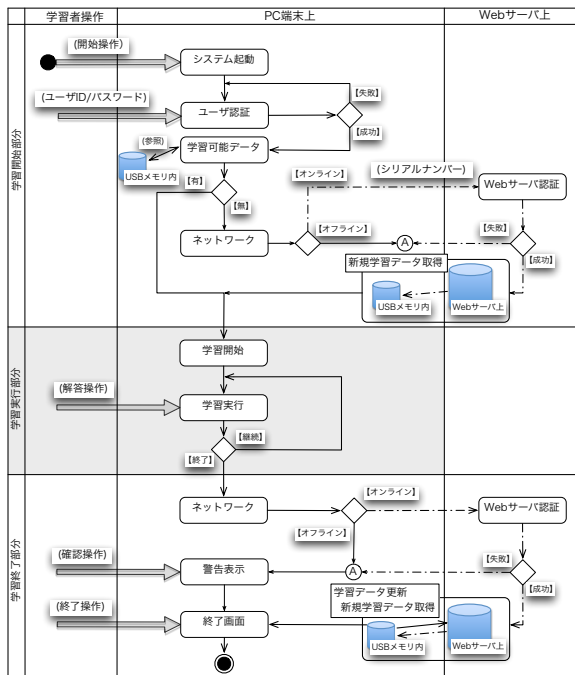 学習者操作
PC端末上
Webサーバ上
学習開始部分
(開始操作)
システム起動
【失敗】
(ユーザID/パスワード)
ユーザ認証
【成功】
(参照)
学習可能データ
USBメモリ内
【有】
【無】
【オンライン】
(シリアルナンバー)
Webサーバ認証
ネットワーク
【オフライン】
A
【失敗】
【成功】
新規学習データ取得
USBメモリ内
Webサーバ上
学習実行部分
学習開始
(解答操作)
学習実行
【継続】
【終了】
学習終了部分
ネットワーク
【オンライン】
Webサーバ認証
【オフライン】
(確認操作)
警告表示
A
【失敗】
【成功】
学習データ更新
新規学習データ取得
(終了操作)
終了画面
USBメモリ内
Webサーバ上